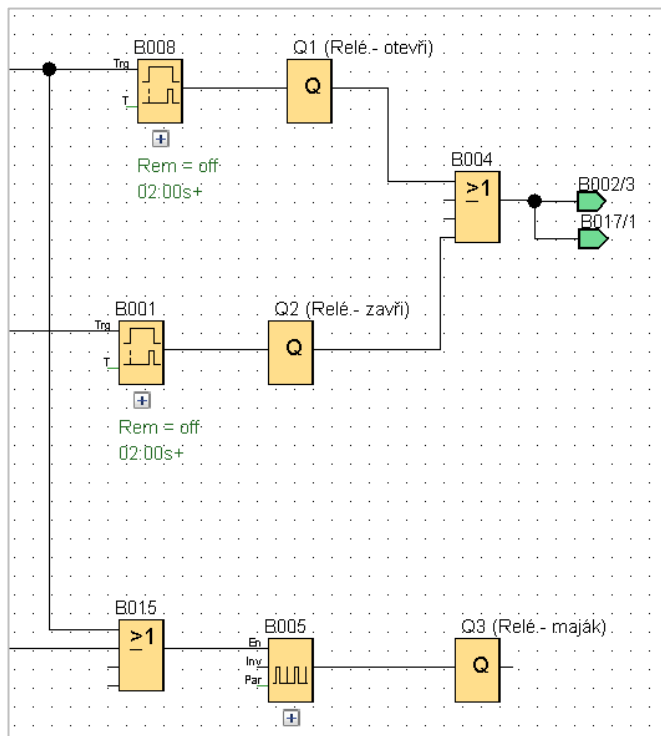 B008
Q1 (Relé.- otevři)
Trg
Q
T
Rem = off
02:00s+
B004
≥1
B002/3
B017/1
B001
Q2 (Relé.- zavři)
Trg
Q
T
Rem = off
02:00s+
B015
≥1
B005
Q3 (Relé.- maják)
En
Inv
Par
Q